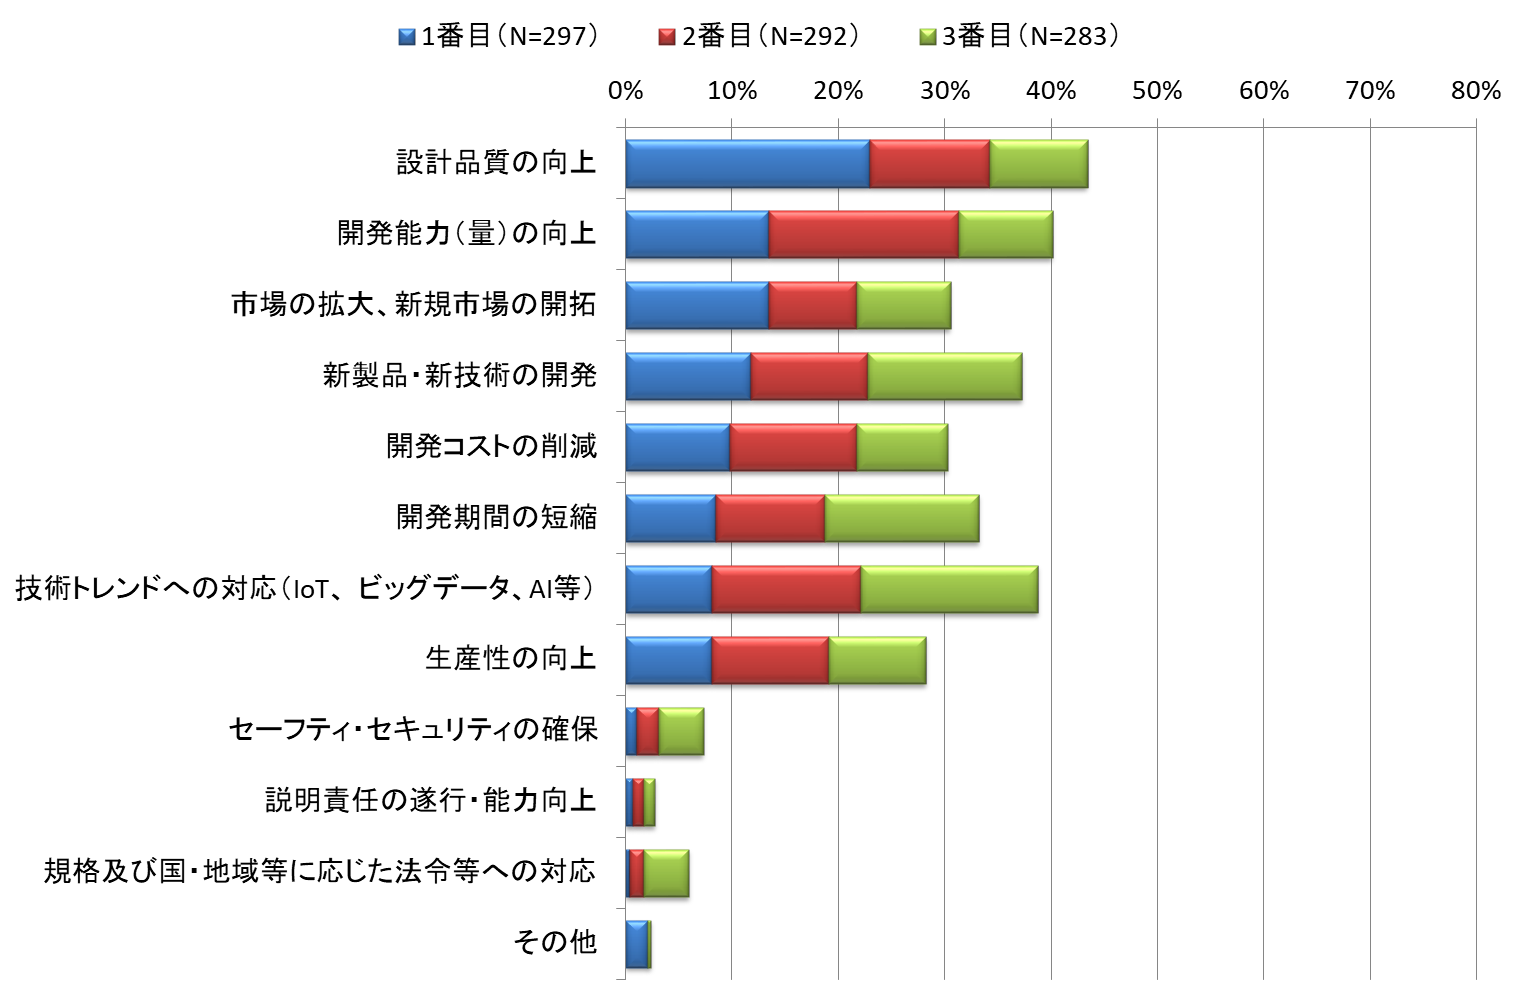 1番目（N=297） 2番目（N=292） 3番目（N=283）
0% 10% 20% 30% 40% 50% 60% 70% 80%
設計品質の向上
開発能力（量）の向上
市場の拡大、新規市場の開拓
新製品・新技術の開発
開発コストの削減
開発期間の短縮
技術トレンドへの対応（IoT、ビッグデータ、AI等）
生産性の向上
セーフティ・セキュリティの確保
説明責任の遂行・能力向上
規格及び国・地域等に応じた法令等への対応
その他